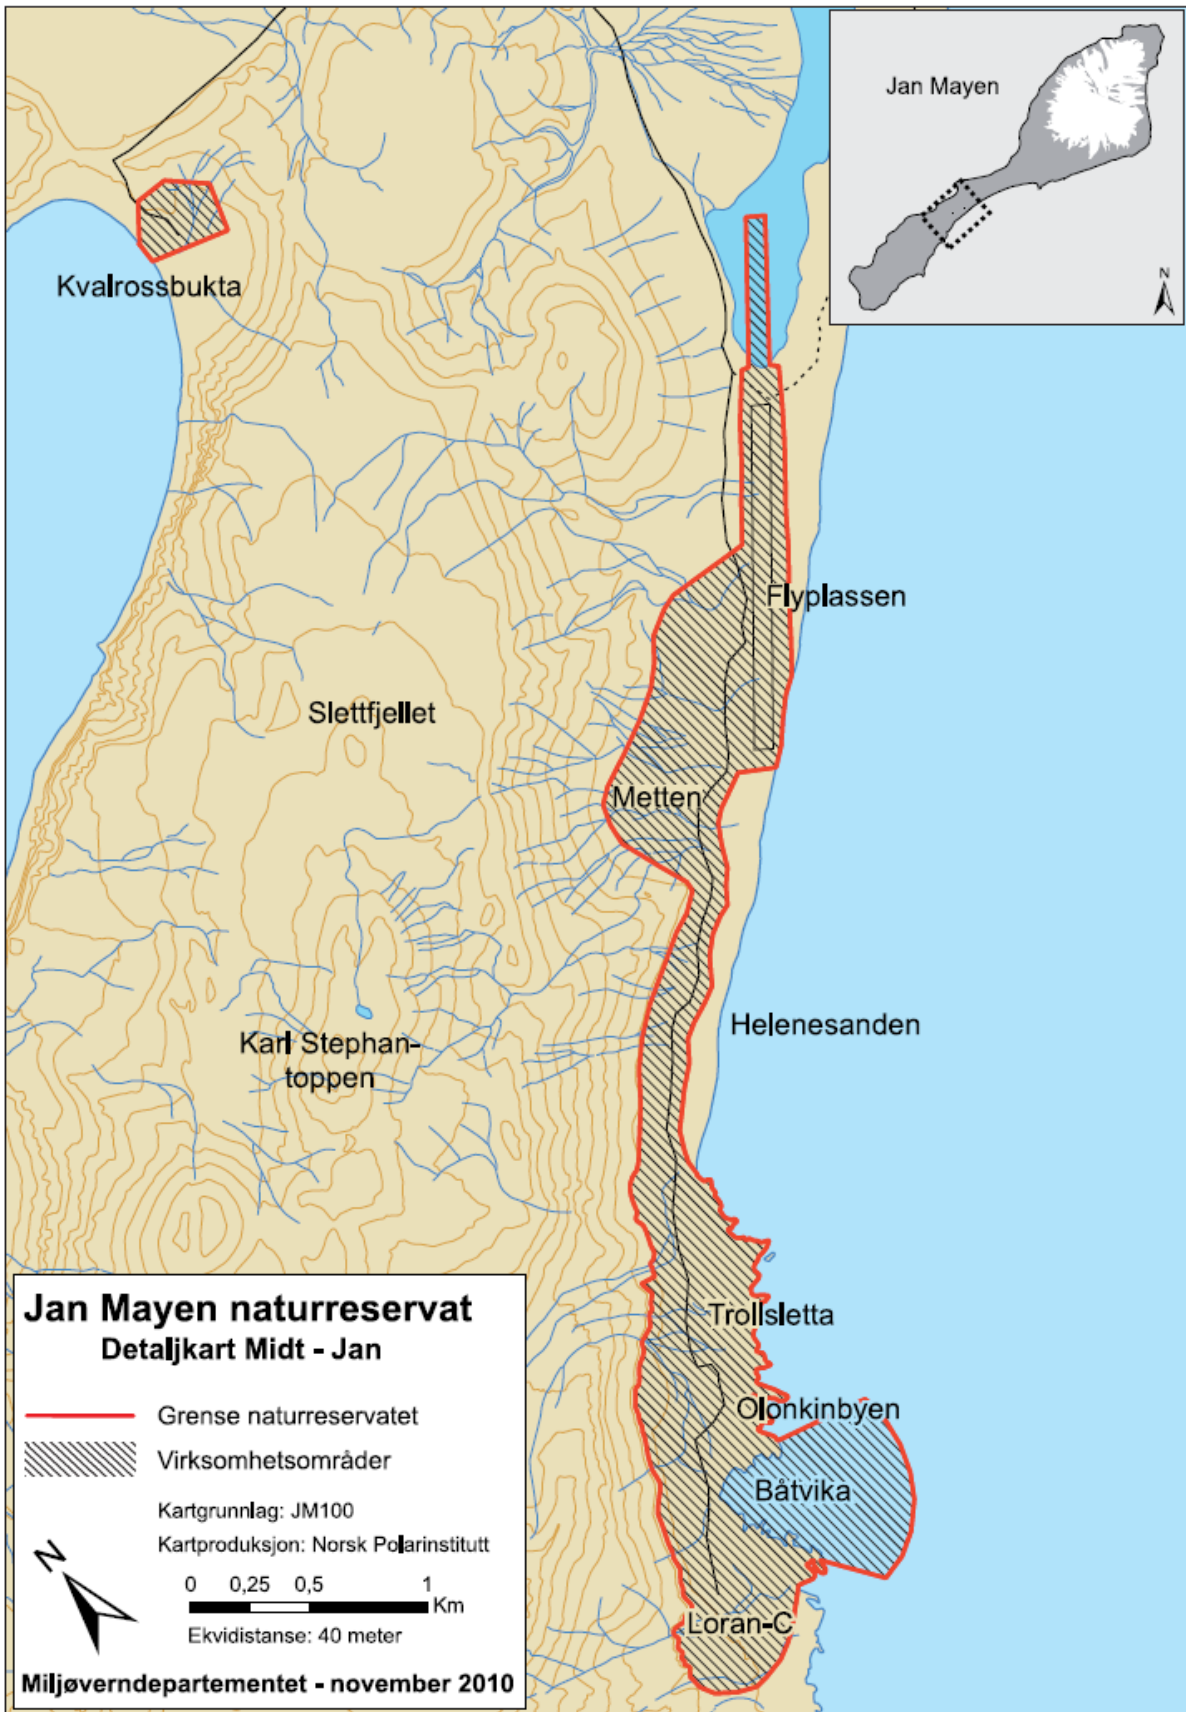 Jan Mayen
N
Kvalrossbukta
Flyplassen
Slettfjellet
Metten
Helenesanden
Karl Stephan-
toppen
Trollsletta
Olonkinbyen
Båtvika
Loran-C
Jan Mayen naturreservat
Detaljkart Midt - Jan
Grense naturreservatet
Virksomhetsområder
Kartgrunnlag: JM100
Kartproduksjon: Norsk Polarinstitutt
N
0 0,25 0,5 1
Km
Ekvidistanse: 40 meter
Miljøverndepartementet - november 2010